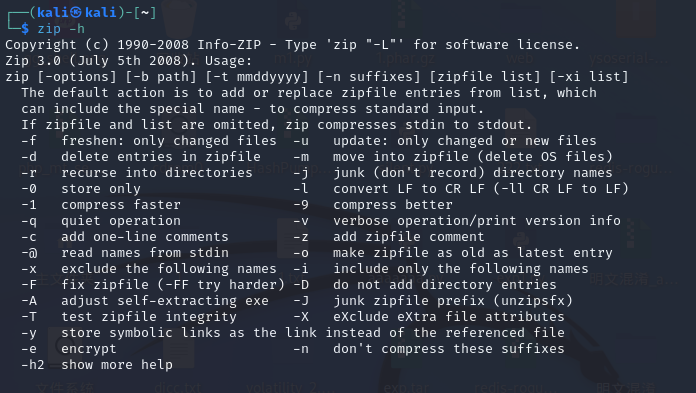 ┌──(kali㉿kali)-[~]
└─$ zip -h
Copyright (c) 1990-2008 Info-ZIP - Type 'zip "-L"' for software license.
Zip 3.0 (July 5th 2008). Usage:
zip [-options] [-b path] [-t mmddyyyy] [-n suffixes] [zipfile list] [-xi list]
  The default action is to add or replace zipfile entries from list, which
  can include the special name - to compress standard input.
  If zipfile and list are omitted, zip compresses stdin to stdout.
  -f   freshen: only changed files  -u   update: only changed or new files
  -d   delete entries in zipfile    -m   move into zipfile (delete OS files)
  -r   recurse into directories     -j   junk (don't record) directory names
  -0   store only                   -l   convert LF to CR LF (-ll CR LF to LF)
  -1   compress faster              -9   compress better
  -q   quiet operation              -v   verbose operation/print version info
  -c   add one-line comments        -z   add zipfile comment
  -@   read names from stdin        -o   make zipfile as old as latest entry
  -x   exclude the following names  -i   include only the following names
  -F   fix zipfile (-FF try harder) -D   do not add directory entries
  -A   adjust self-extracting exe   -J   junk zipfile prefix (unzipsfx)
  -T   test zipfile integrity       -X   eXclude eXtra file attributes
  -y   store symbolic links as the link instead of the referenced file
  -e   encrypt                      -n   don't compress these suffixes
  -h2  show more help